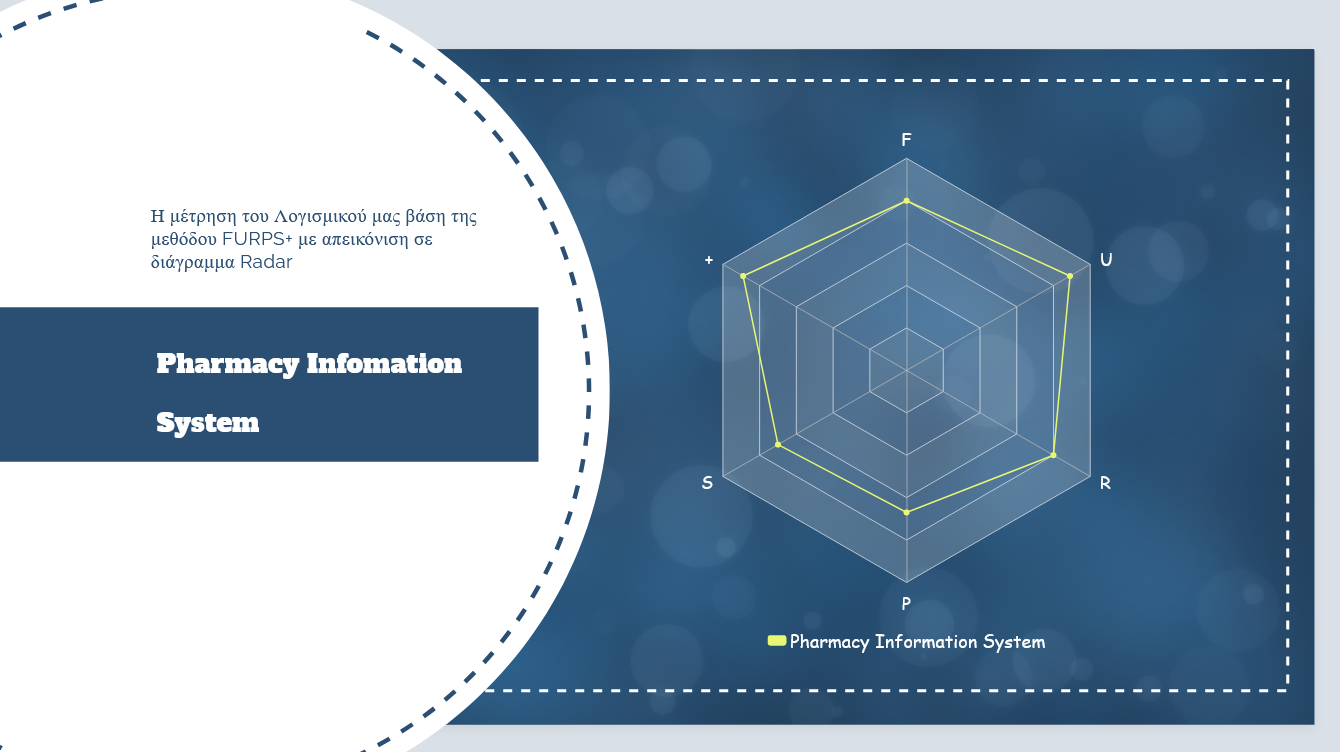 Η μέτρηση του Λογισμικού μας βάση της
μεθόδου FURPS+ με απεικόνιση σε
διάγραμμα Radar
Pharmacy Infomation
System
F
U
R
P
S
+
Pharmacy Information System